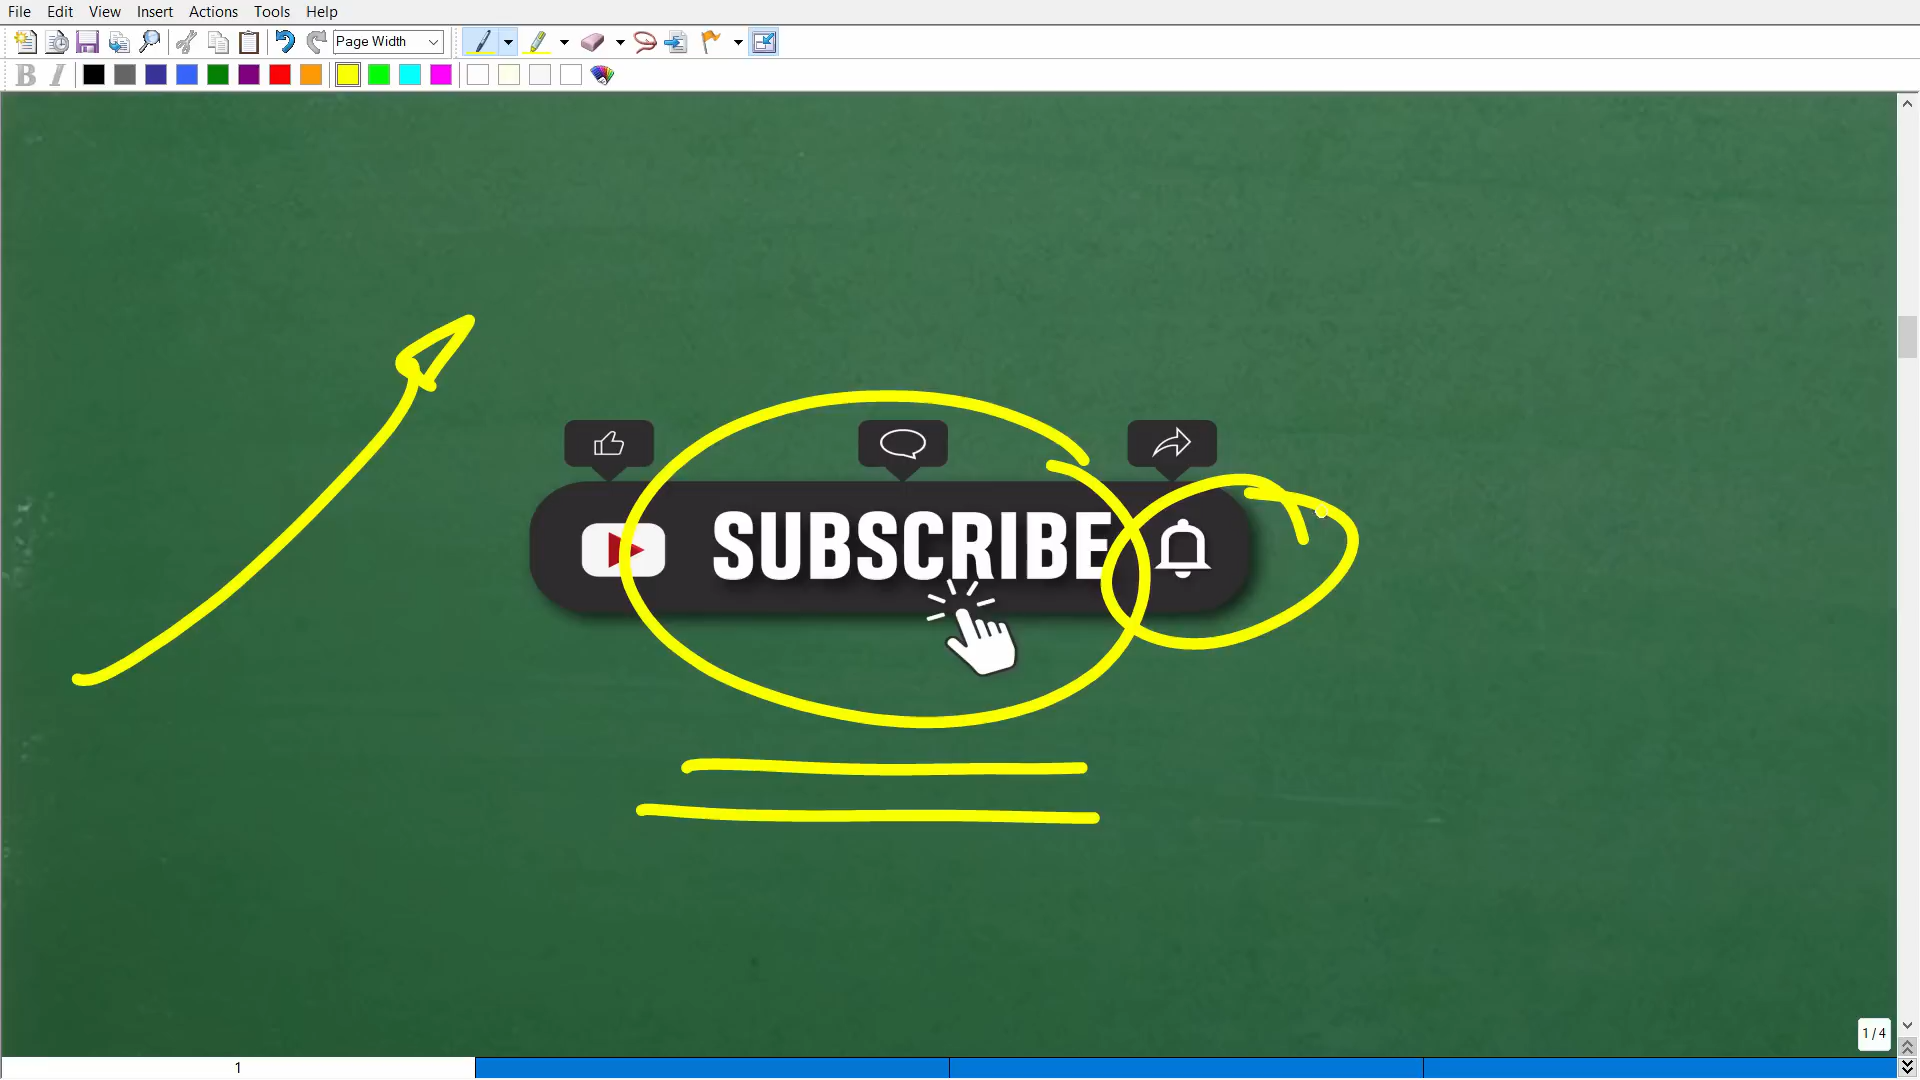 File Edit View Insert Actions Tools Help
Page Width
B I
SUBSCRIBE
1 / 4
1